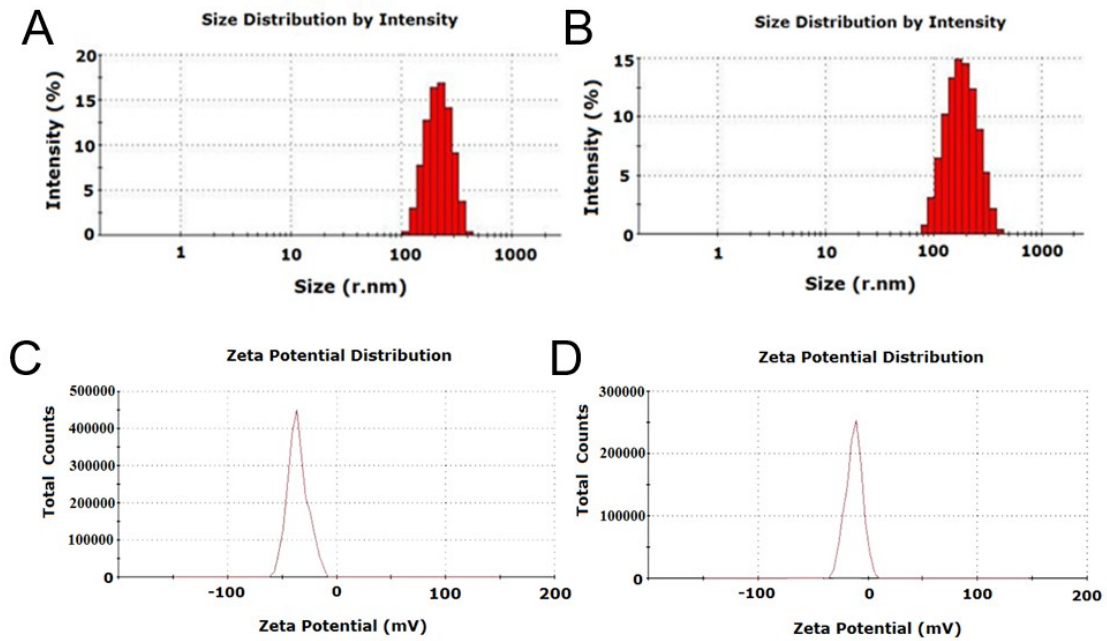 A
Size Distribution by Intensity
Intensity (%)
20
15
10
5
0
1 10 100 1000
Size (r.nm)
B
Size Distribution by Intensity
Intensity (%)
15
10
5
0
1 10 100 1000
Size (r.nm)
C
Zeta Potential Distribution
Total Counts
500000
400000
300000
200000
100000
0
-100 0 100 200
Zeta Potential (mV)
D
Zeta Potential Distribution
Total Counts
300000
200000
100000
0
-100 0 100 200
Zeta Potential (mV)